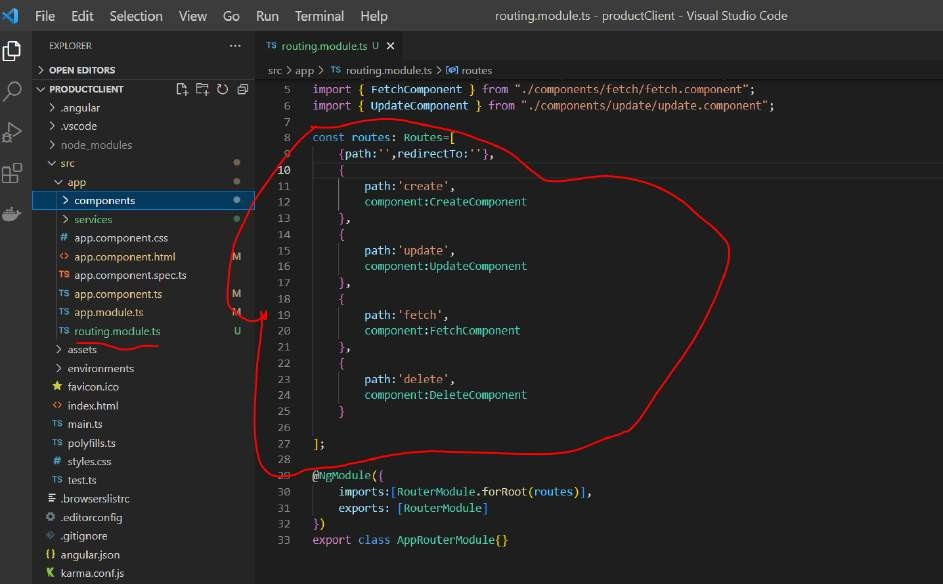 File Edit Selection View Go Run Terminal Help
routing.module.ts - productClient - Visual Studio Code
EXPLORER
OPEN EDITORS
PRODUCTCLIENT
.angular
.vscode
node_modules
src
app
components
services
# app.component.css
<> app.component.html M
TS app.component.spec.ts
TS app.component.ts M
TS app.module.ts M
TS routing.module.ts U
assets
environments
favicon.ico
<> index.html
TS main.ts
TS polyfills.ts
# styles.css
TS test.ts
.browserslistrc
.editorconfig
.gitignore
{} angular.json
karma.conf.js
TS routing.module.ts U ×
src > app > TS routing.module.ts > routes
5 import { FetchComponent } from "./components/fetch/fetch.component";
6 import { UpdateComponent } from "./components/update/update.component";
7
8 const routes: Routes=[
9 {path:'',redirectTo:''},
10 {
11 path:'create',
12 component:CreateComponent
13 },
14 {
15 path:'update',
16 component:UpdateComponent
17 },
18 {
19 path:'fetch',
20 component:FetchComponent
21 },
22 {
23 path:'delete',
24 component:DeleteComponent
25 }
26
27 ];
28
29 @NgModule({
30 imports:[RouterModule.forRoot(routes)],
31 exports: [RouterModule]
32 })
33 export class AppRouterModule{}